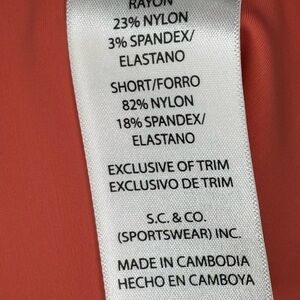 RAYON
23% NYLON
3% SPANDEX/
ELASTANO
SHORT/FORRO
82% NYLON
18% SPANDEX/
ELASTANO
EXCLUSIVE OF TRIM
EXCLUSIVO DE TRIM
S.C. & CO.
(SPORTSWEAR) INC.
MADE IN CAMBODIA
HECHO EN CAMBOYA